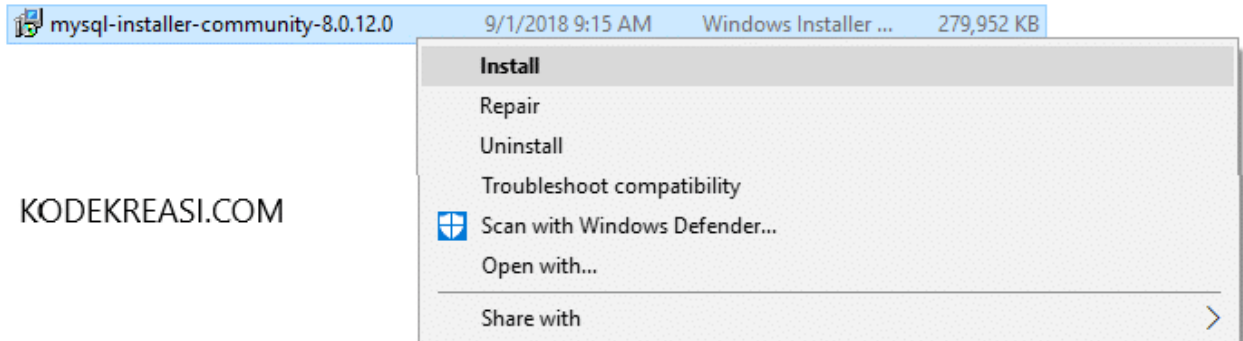 mysql-installer-community-8.0.12.0 9/1/2018 9:15 AM Windows Installer ... 279,952 KB
Install
Repair
Uninstall
Troubleshoot compatibility
KODEKREASI.COM
Scan with Windows Defender...
Open with...
Share with